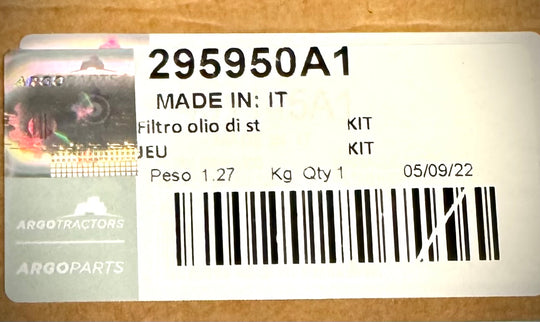 295950A1
ARGOPARTS
MADE IN: IT
Filtro olio di st KIT
JEU KIT
Peso 1.27 Kg Qty 1 05/09/22
ARGOTRACTORS
ARGOPARTS